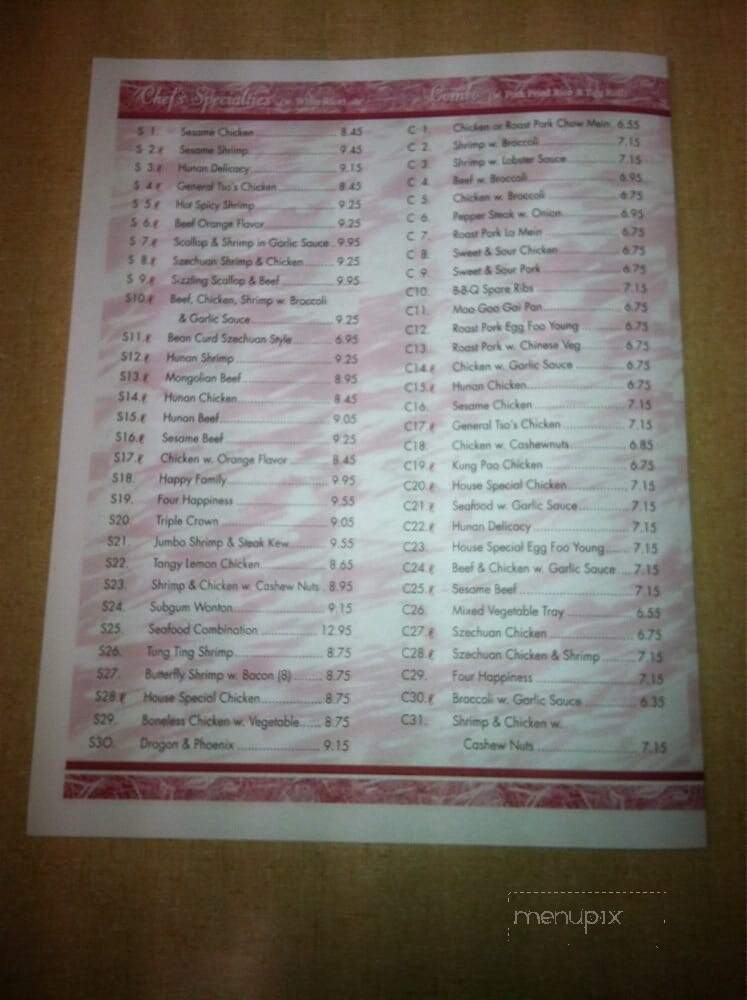 Chef's Specialties (w. White Rice)
S 1. Sesame Chicken 8.45
S 2. Sesame Shrimp 9.45
S 3. Hunan Delicacy 9.15
S 4. General Tso's Chicken 8.45
S 5. Hot Spicy Shrimp 9.25
S 6. Beef Orange Flavor 9.25
S 7. Scallop & Shrimp in Garlic Sauce 9.95
S 8. Szechuan Shrimp & Chicken 9.25
S 9. Sizzling Scallop & Beef 9.95
S10. Beef, Chicken, Shrimp w. Broccoli
& Garlic Sauce 9.25
S11. Bean Curd Szechuan Style 6.95
S12. Hunan Shrimp 9.25
S13. Mongolian Beef 8.95
S14. Hunan Chicken 8.45
S15. Hunan Beef 9.05
S16. Sesame Beef 9.25
S17. Chicken w. Orange Flavor 8.45
S18. Happy Family 9.95
S19. Four Happiness 9.55
S20. Triple Crown 9.05
S21. Jumbo Shrimp & Steak Kew 9.55
S22. Tangy Lemon Chicken 8.65
S23. Shrimp & Chicken w. Cashew Nuts 8.95
S24. Subgum Wonton 9.15
S25. Seafood Combination 12.95
S26. Tung Ting Shrimp 8.75
S27. Butterfly Shrimp w. Bacon (8) 8.75
S28. House Special Chicken 8.75
S29. Boneless Chicken w. Vegetable 8.75
S30. Dragon & Phoenix 9.15
Combo (w. Pork Fried Rice & Egg Roll)
C 1. Chicken or Roast Pork Chow Mein 6.55
C 2. Shrimp w. Broccoli 7.15
C 3. Shrimp w. Lobster Sauce 7.15
C 4. Beef w. Broccoli 6.95
C 5. Chicken w. Broccoli 6.75
C 6. Pepper Steak w. Onion 6.95
C 7. Roast Pork Lo Mein 6.75
C 8. Sweet & Sour Chicken 6.75
C 9. Sweet & Sour Pork 6.75
C10. B-B-Q Spare Ribs 7.15
C11. Moo Goo Gai Pan 6.75
C12. Roast Pork Egg Foo Young 6.75
C13. Roast Pork w. Chinese Veg 6.75
C14. Chicken w. Garlic Sauce 6.75
C15. Hunan Chicken 6.75
C16. Sesame Chicken 7.15
C17. General Tso's Chicken 7.15
C18. Chicken w. Cashewnuts 6.85
C19. Kung Pao Chicken 6.75
C20. House Special Chicken 7.15
C21. Seafood w. Garlic Sauce 7.15
C22. Hunan Delicacy 7.15
C23. House Special Egg Foo Young 7.15
C24. Beef & Chicken w. Garlic Sauce 7.15
C25. Sesame Beef 7.15
C26. Mixed Vegetable Tray 6.55
C27. Szechuan Chicken 6.75
C28. Szechuan Chicken & Shrimp 7.15
C29. Four Happiness 7.15
C30. Broccoli w. Garlic Sauce 6.35
C31. Shrimp & Chicken w.
Cashew Nuts 7.15
menupix